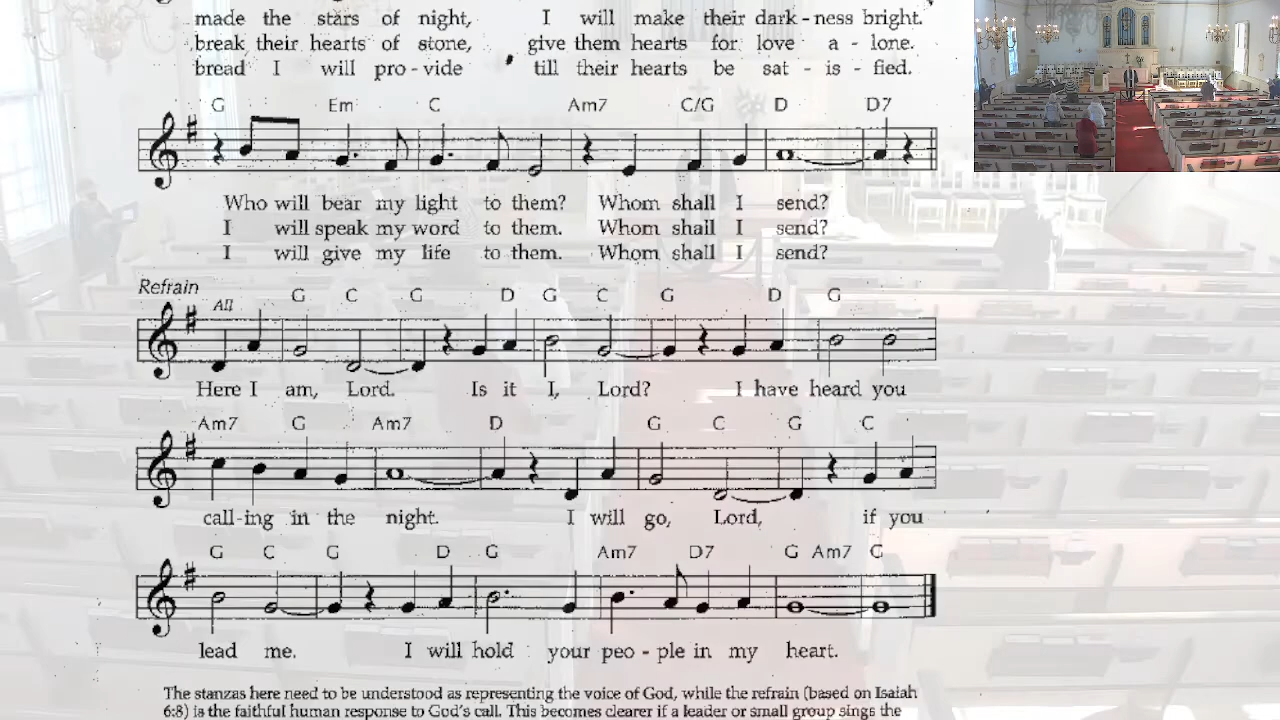 made the stars of night, I will make their dark - ness bright.
break their hearts of stone, give them hearts for love a - lone.
bread I will pro - vide till their hearts be sat - is - fied.
G Em C Am7 C/G D D7
Who will bear my light to them? Whom shall I send?
I will speak my word to them. Whom shall I send?
I will give my life to them. Whom shall I send?
Refrain
All G C G D G C G D G
Here I am, Lord. Is it I, Lord? I have heard you
Am7 G Am7 D G C G C
call-ing in the night. I will go, Lord, if you
G C G D G Am7 D7 G Am7 G
lead me. I will hold your peo - ple in my heart.
The stanzas here need to be understood as representing the voice of God, while the refrain (based on Isaiah
6:8) is the faithful human response to God's call. This becomes clearer if a leader or small group sings the